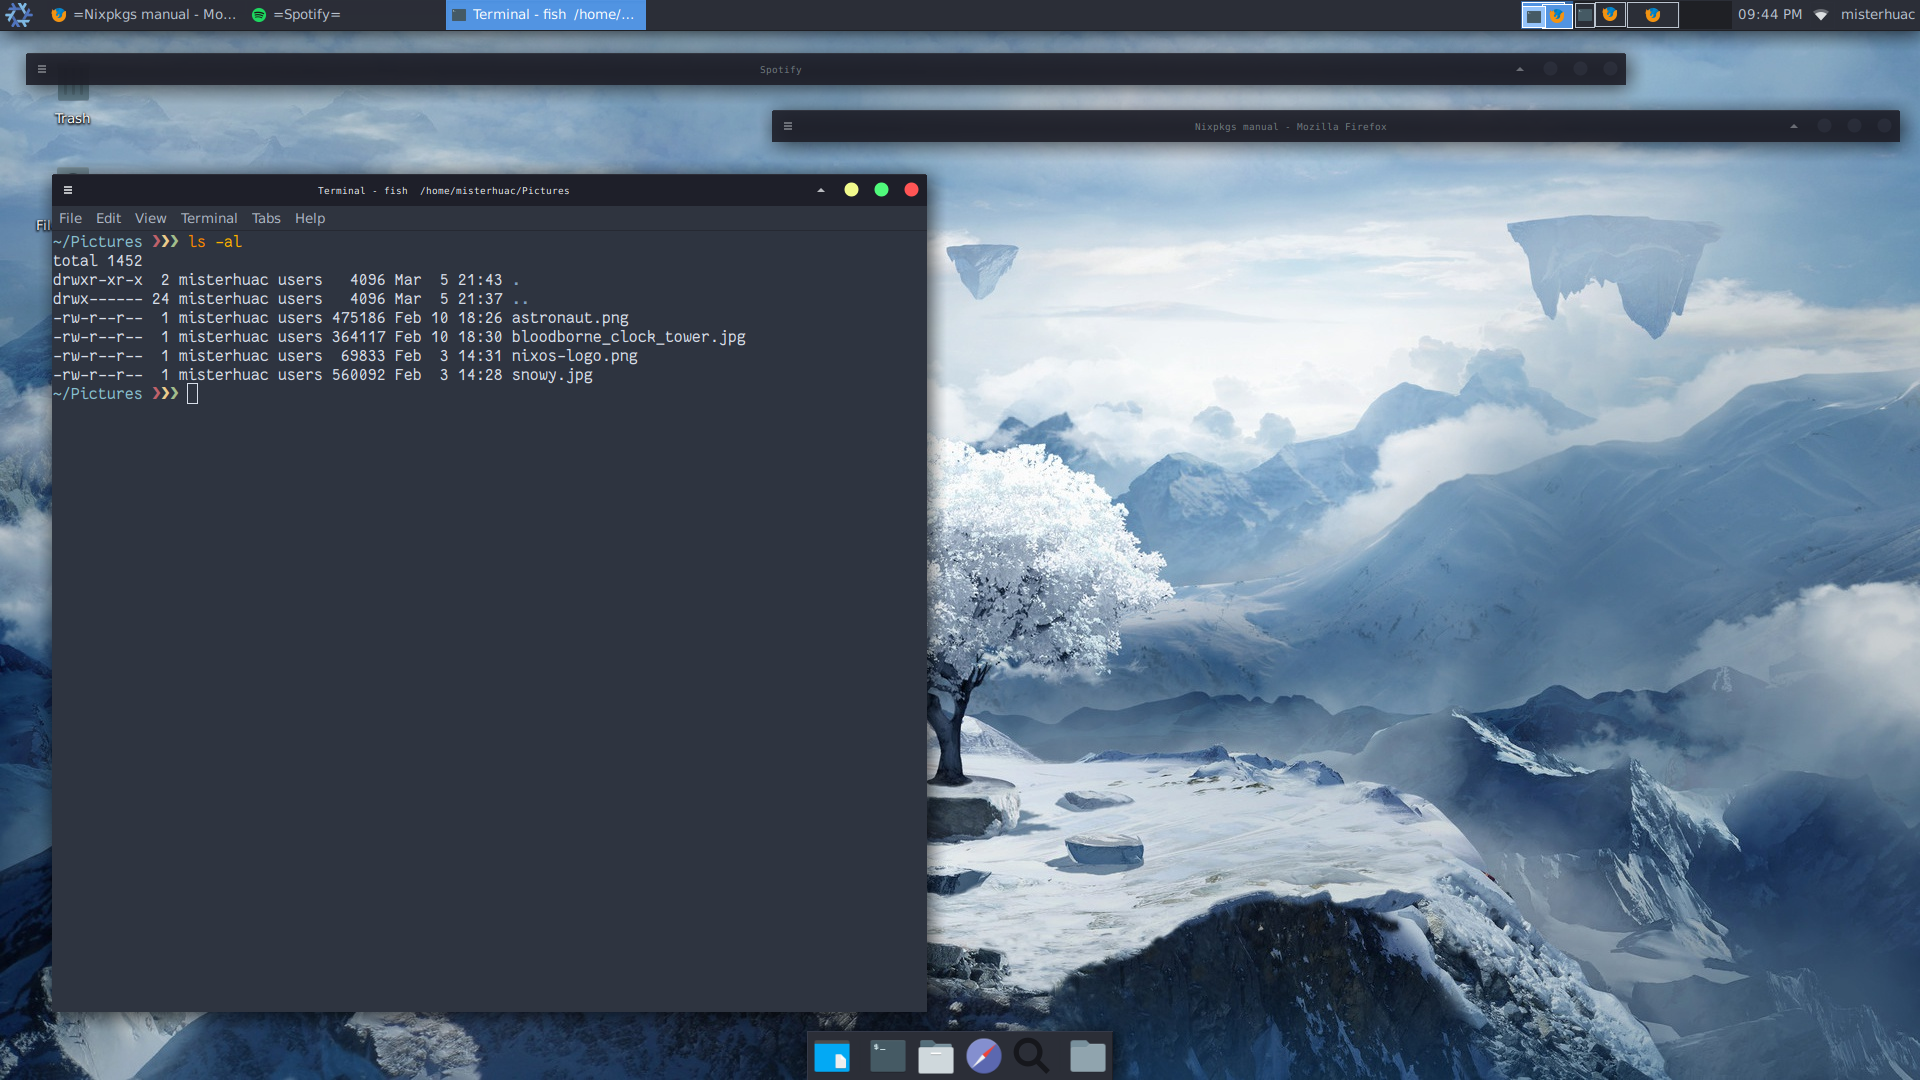 =Nixpkgs manual - Mo...
=Spotify=
Terminal - fish /home/...
09:44 PM
misterhuac
Spotify
Trash
Nixpkgs manual - Mozilla Firefox
Terminal - fish /home/misterhuac/Pictures
File Edit View Terminal Tabs Help
~/Pictures ❯❯❯ ls -al
total 1452
drwxr-xr-x  2 misterhuac users   4096 Mar  5 21:43 .
drwx------ 24 misterhuac users   4096 Mar  5 21:37 ..
-rw-r--r--  1 misterhuac users 475186 Feb 10 18:26 astronaut.png
-rw-r--r--  1 misterhuac users 364117 Feb 10 18:30 bloodborne_clock_tower.jpg
-rw-r--r--  1 misterhuac users  69833 Feb  3 14:31 nixos-logo.png
-rw-r--r--  1 misterhuac users 560092 Feb  3 14:28 snowy.jpg
~/Pictures ❯❯❯
$_